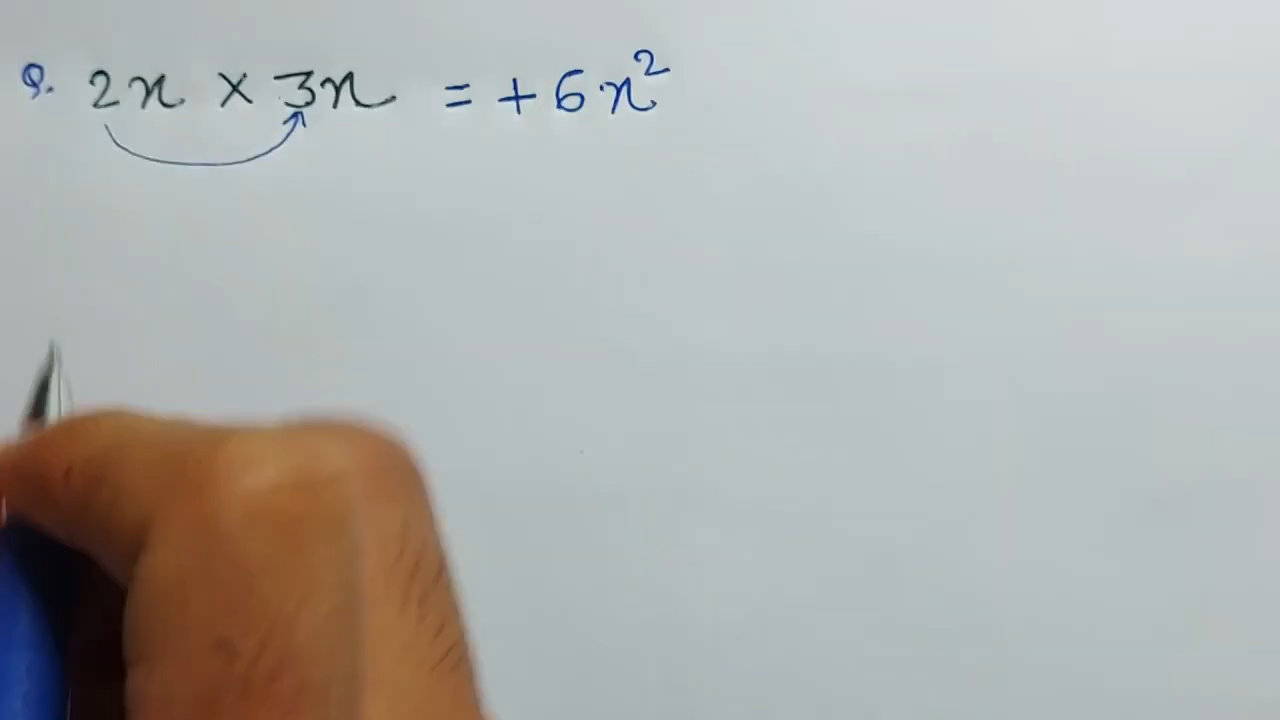 Q. 2x × 3x = +6x²